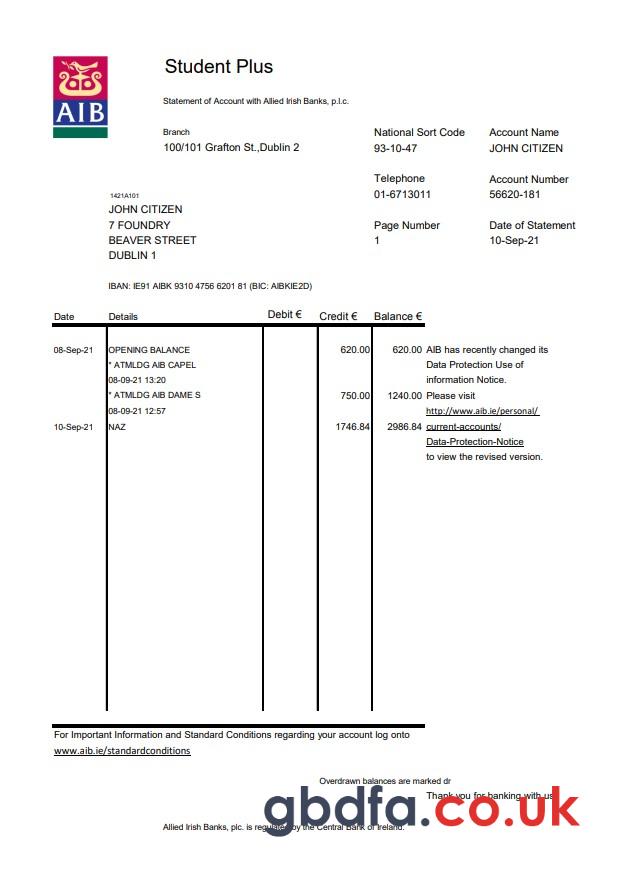 AIB
Student Plus
Statement of Account with Allied Irish Banks, p.l.c.
Branch
100/101 Grafton St.,Dublin 2
National Sort Code
93-10-47
Account Name
JOHN CITIZEN
Telephone
01-6713011
Account Number
56620-181
Page Number
1
Date of Statement
10-Sep-21
1421A101
JOHN CITIZEN
7 FOUNDRY
BEAVER STREET
DUBLIN 1
IBAN: IE91 AIBK 9310 4756 6201 81 (BIC: AIBKIE2D)
Date Details Debit € Credit € Balance €
08-Sep-21 OPENING BALANCE 620.00 620.00 AIB has recently changed its
* ATMLDG AIB CAPEL Data Protection Use of
08-09-21 13:20 information Notice.
* ATMLDG AIB DAME S 750.00 1240.00 Please visit
08-09-21 12:57 http://www.aib.ie/personal/
10-Sep-21 NAZ 1746.84 2986.84 current-accounts/
Data-Protection-Notice
to view the revised version.
For Important Information and Standard Conditions regarding your account log onto
www.aib.ie/standardconditions
Overdrawn balances are marked dr
Thank you for banking with us
gbdfa.co.uk
Allied Irish Banks, plc. is regulated by the Central Bank of Ireland.